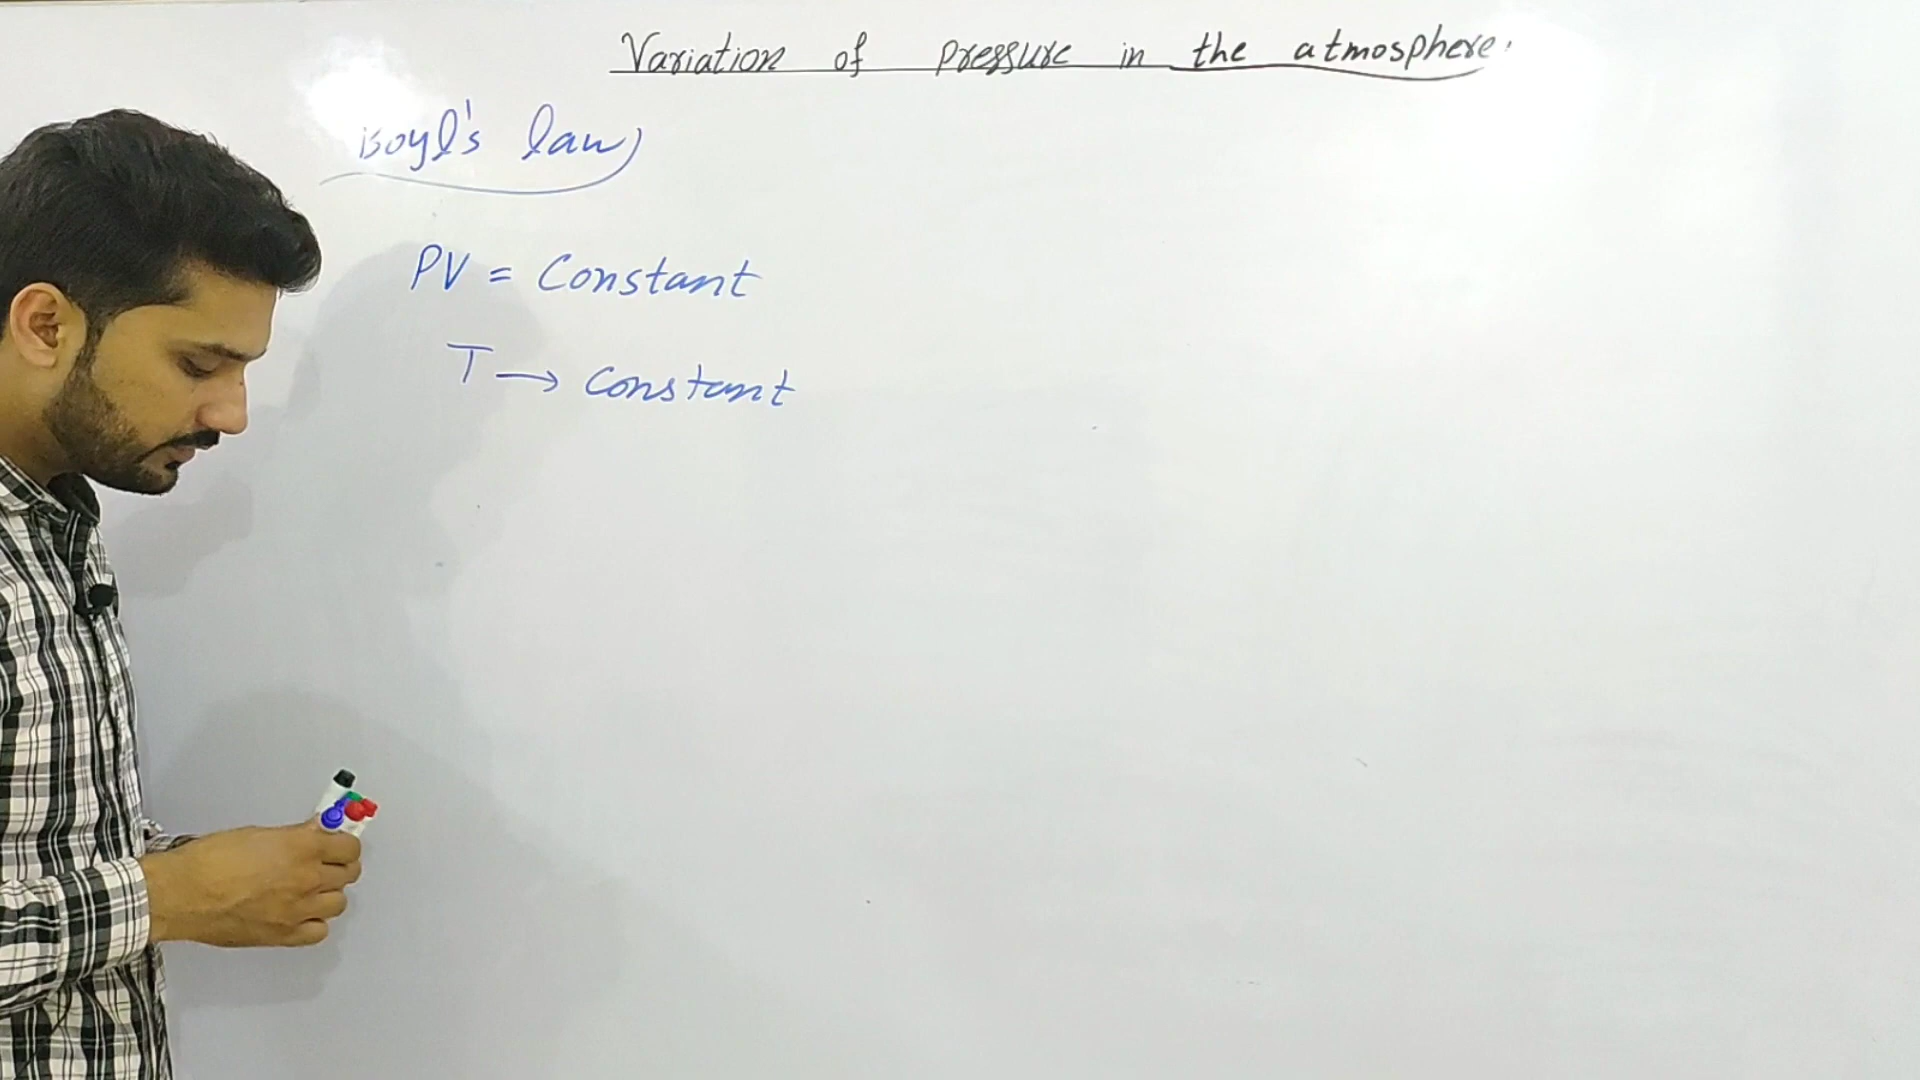 Variation of pressure in the atmosphere.
Boyl's law
PV = Constant
T → Constant